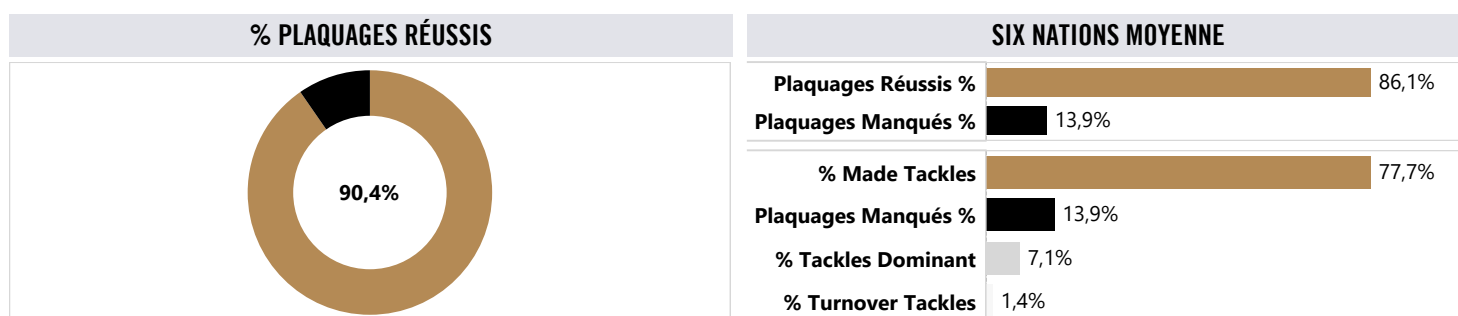 % PLAQUAGES RÉUSSIS
90,4%
SIX NATIONS MOYENNE
Plaquages Réussis % 86,1%
Plaquages Manqués % 13,9%
% Made Tackles 77,7%
Plaquages Manqués % 13,9%
% Tackles Dominant 7,1%
% Turnover Tackles 1,4%